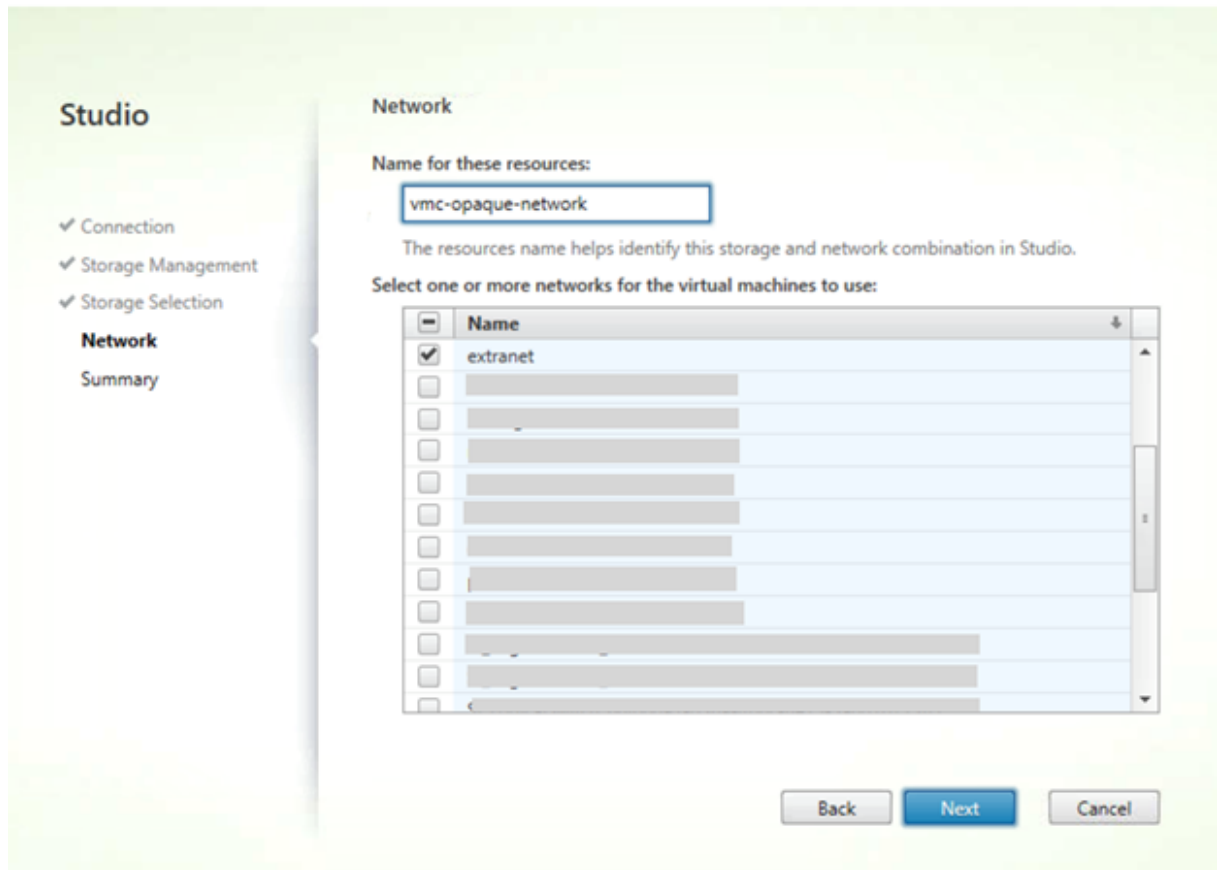 Studio
✔ Connection
✔ Storage Management
✔ Storage Selection
Network
Summary
Network
Name for these resources:
vmc-opaque-network
The resources name helps identify this storage and network combination in Studio.
Select one or more networks for the virtual machines to use:
Name
extranet
Back
Next
Cancel